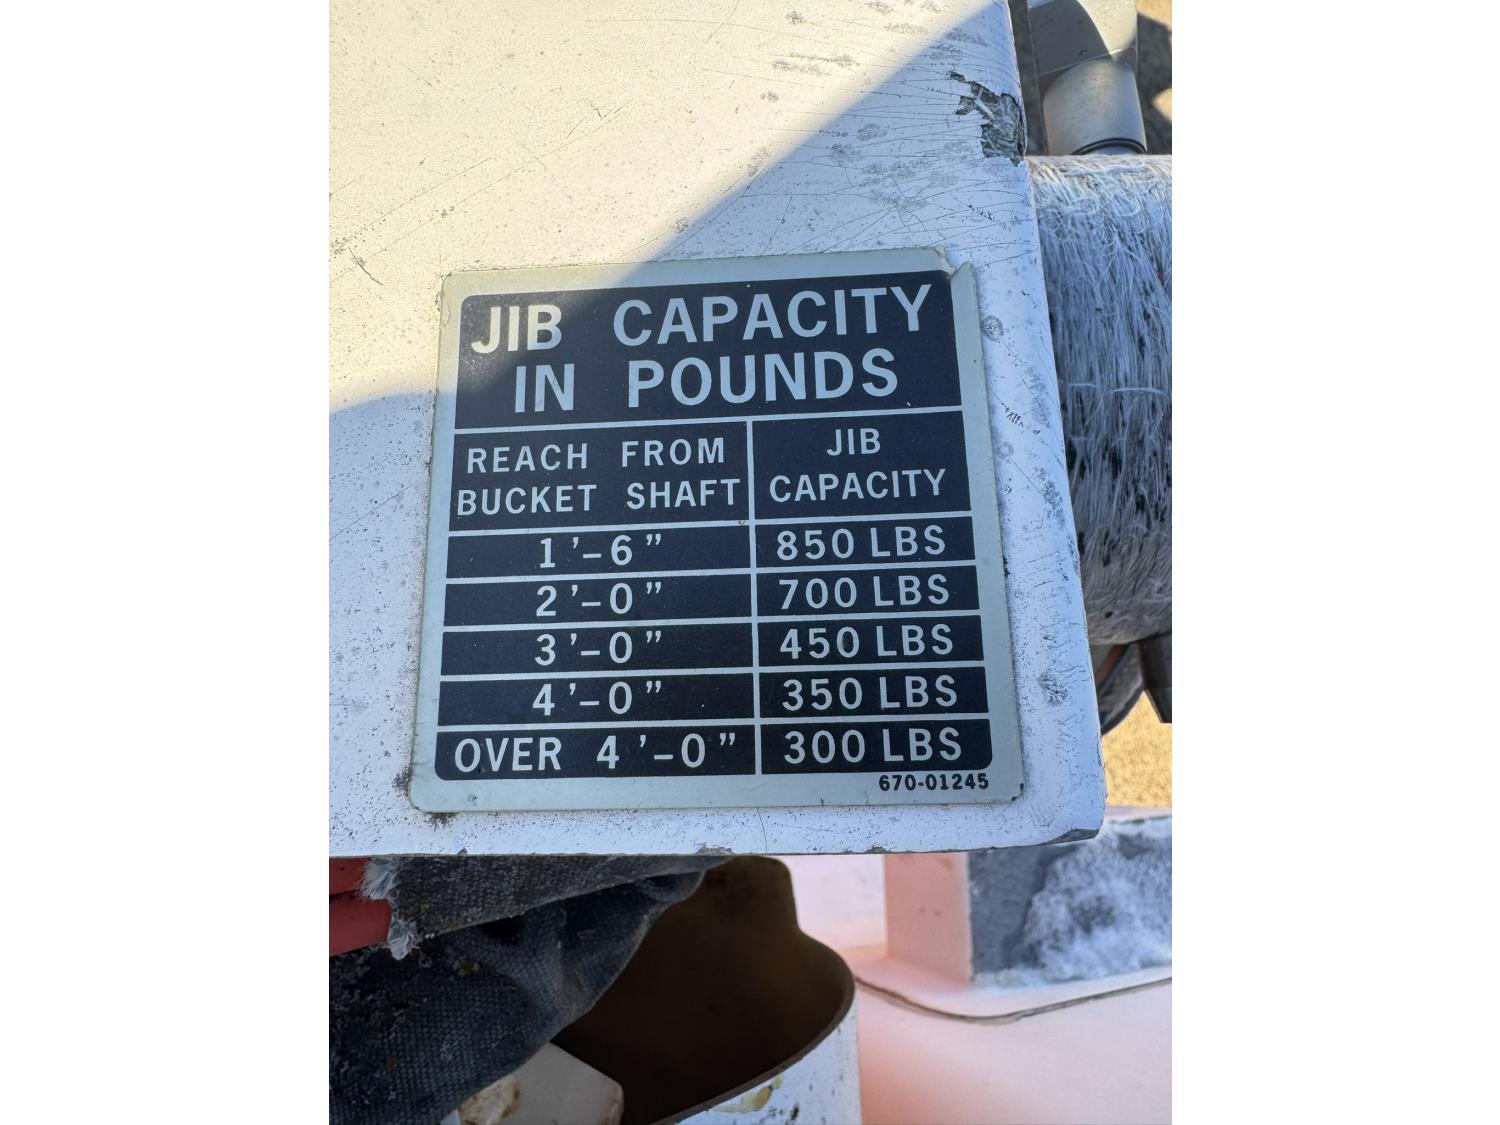 JIB CAPACITY
IN POUNDS
REACH FROM
BUCKET SHAFT
JIB
CAPACITY
1'-6" 850 LBS
2'-0" 700 LBS
3'-0" 450 LBS
4'-0" 350 LBS
OVER 4'-0" 300 LBS
670-01245